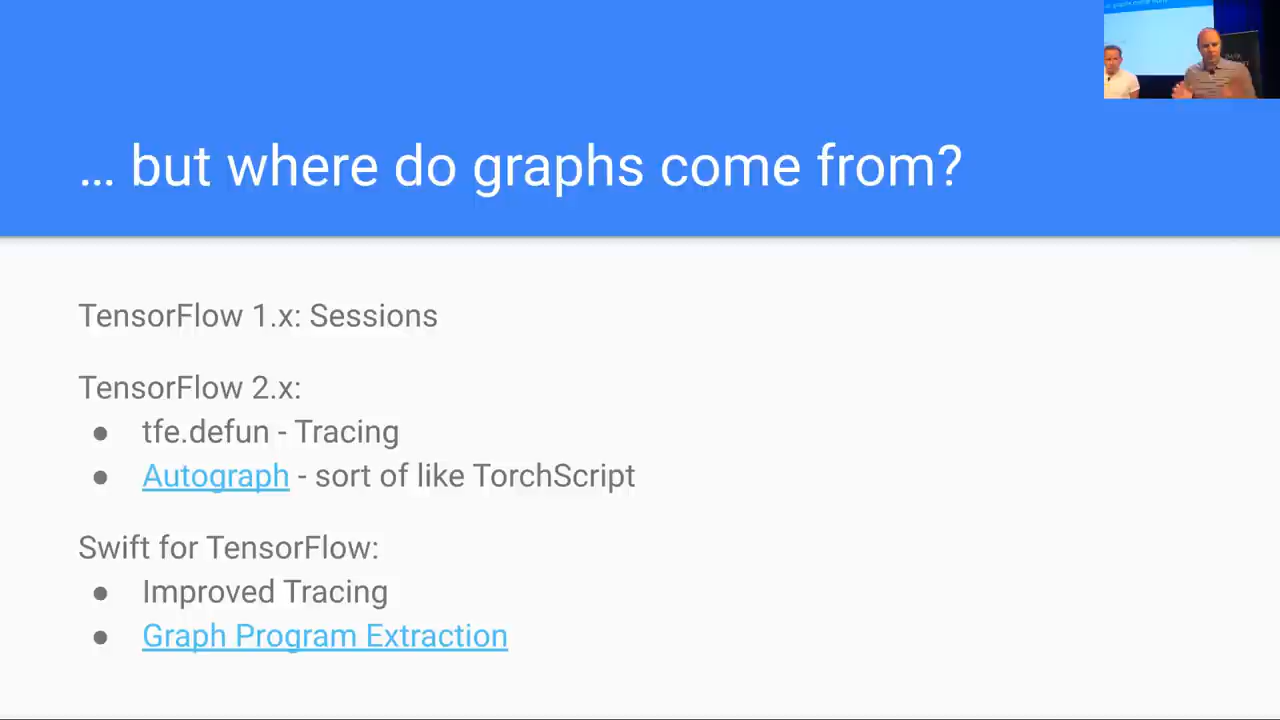 … but where do graphs come from?
TensorFlow 1.x: Sessions
TensorFlow 2.x:
● tfe.defun - Tracing
● Autograph - sort of like TorchScript
Swift for TensorFlow:
● Improved Tracing
● Graph Program Extraction